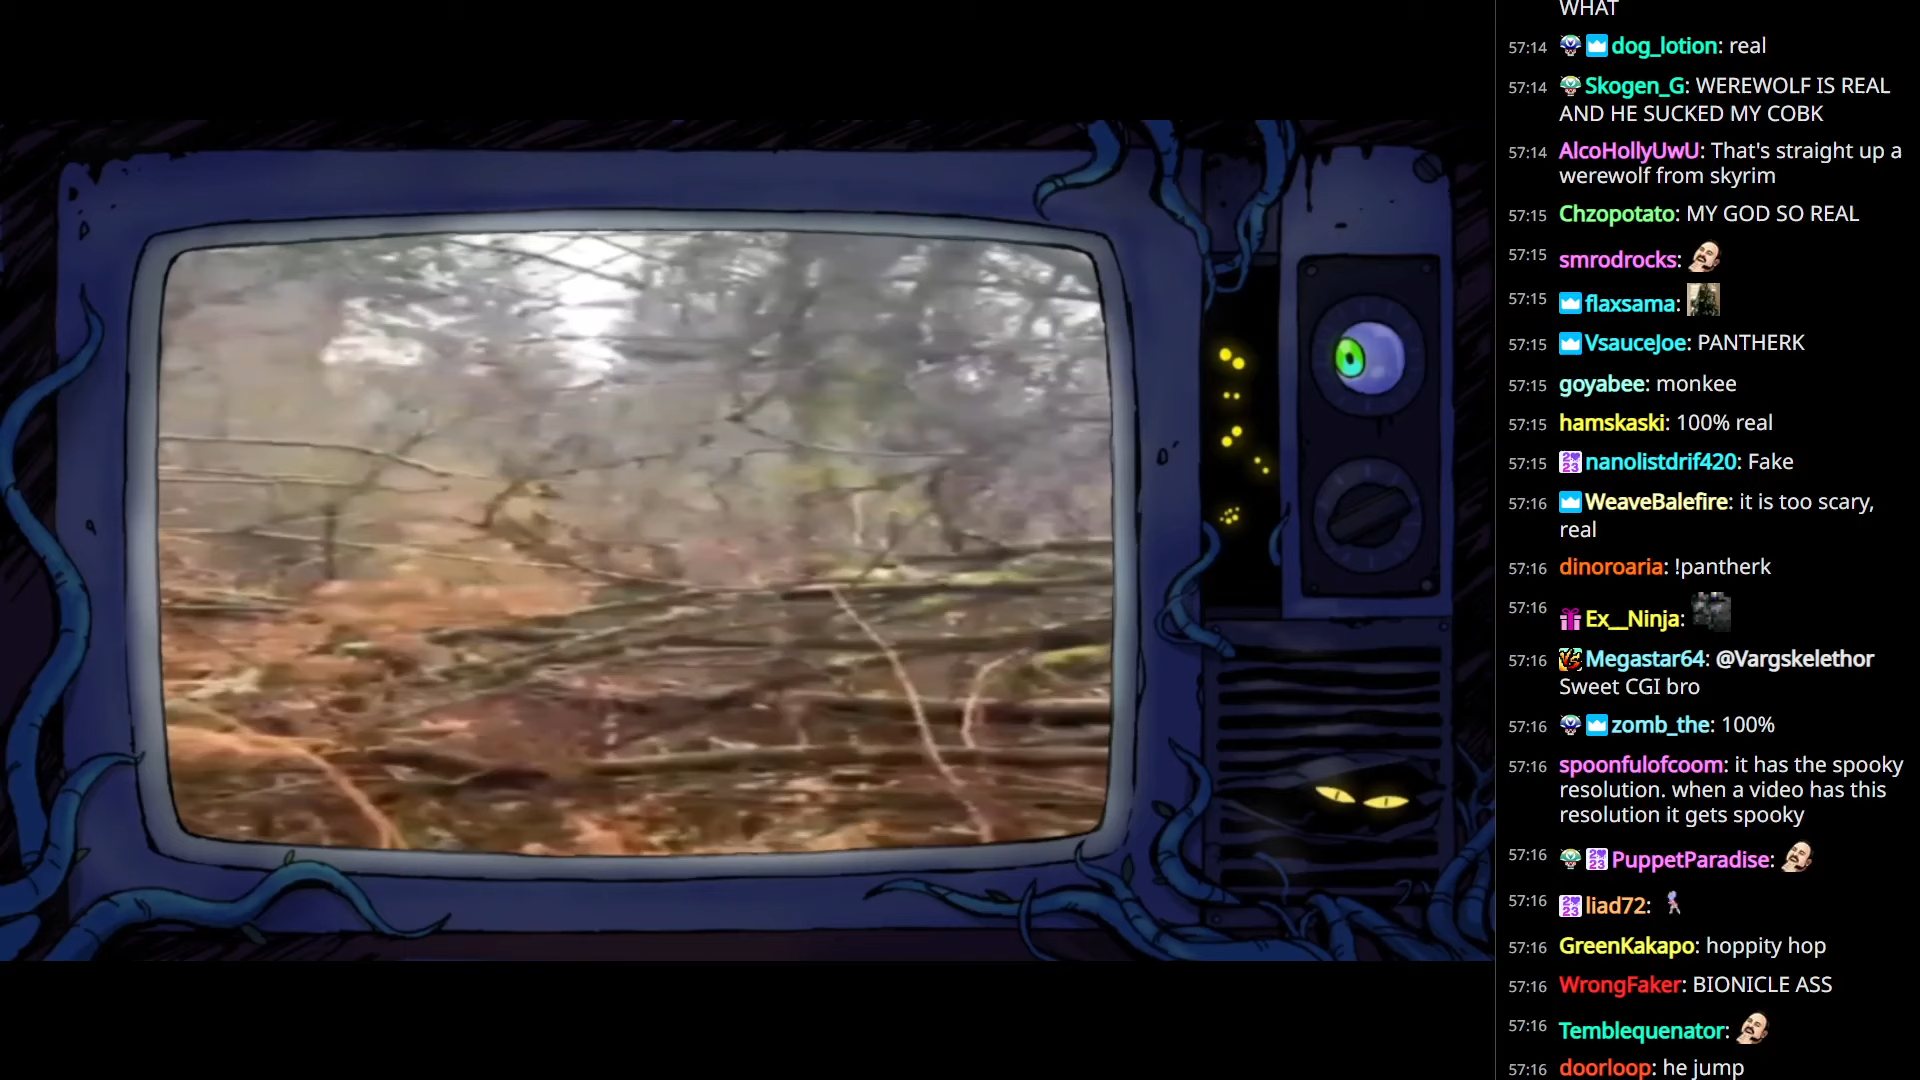 WHAT
57:14 dog_lotion: real
57:14 Skogen_G: WEREWOLF IS REAL
AND HE SUCKED MY COBK
57:14 AlcoHollyUwU: That's straight up a
werewolf from skyrim
57:15 Chzopotato: MY GOD SO REAL
57:15 smrodrocks:
57:15 flaxsama:
57:15 VsauceJoe: PANTHERK
57:15 goyabee: monkee
57:15 hamskaski: 100% real
57:15 2023 nanolistdrif420: Fake
57:16 WeaveBalefire: it is too scary,
real
57:16 dinoroaria: !pantherk
57:16 Ex__Ninja:
57:16 VS Megastar64: @Vargskelethor
Sweet CGI bro
57:16 zomb_the: 100%
57:16 spoonfulofcoom: it has the spooky
resolution. when a video has this
resolution it gets spooky
57:16 PuppetParadise:
57:16 liad72:
57:16 GreenKakapo: hoppity hop
57:16 WrongFaker: BIONICLE ASS
57:16 Temblequenator:
57:16 doorloop: he jump